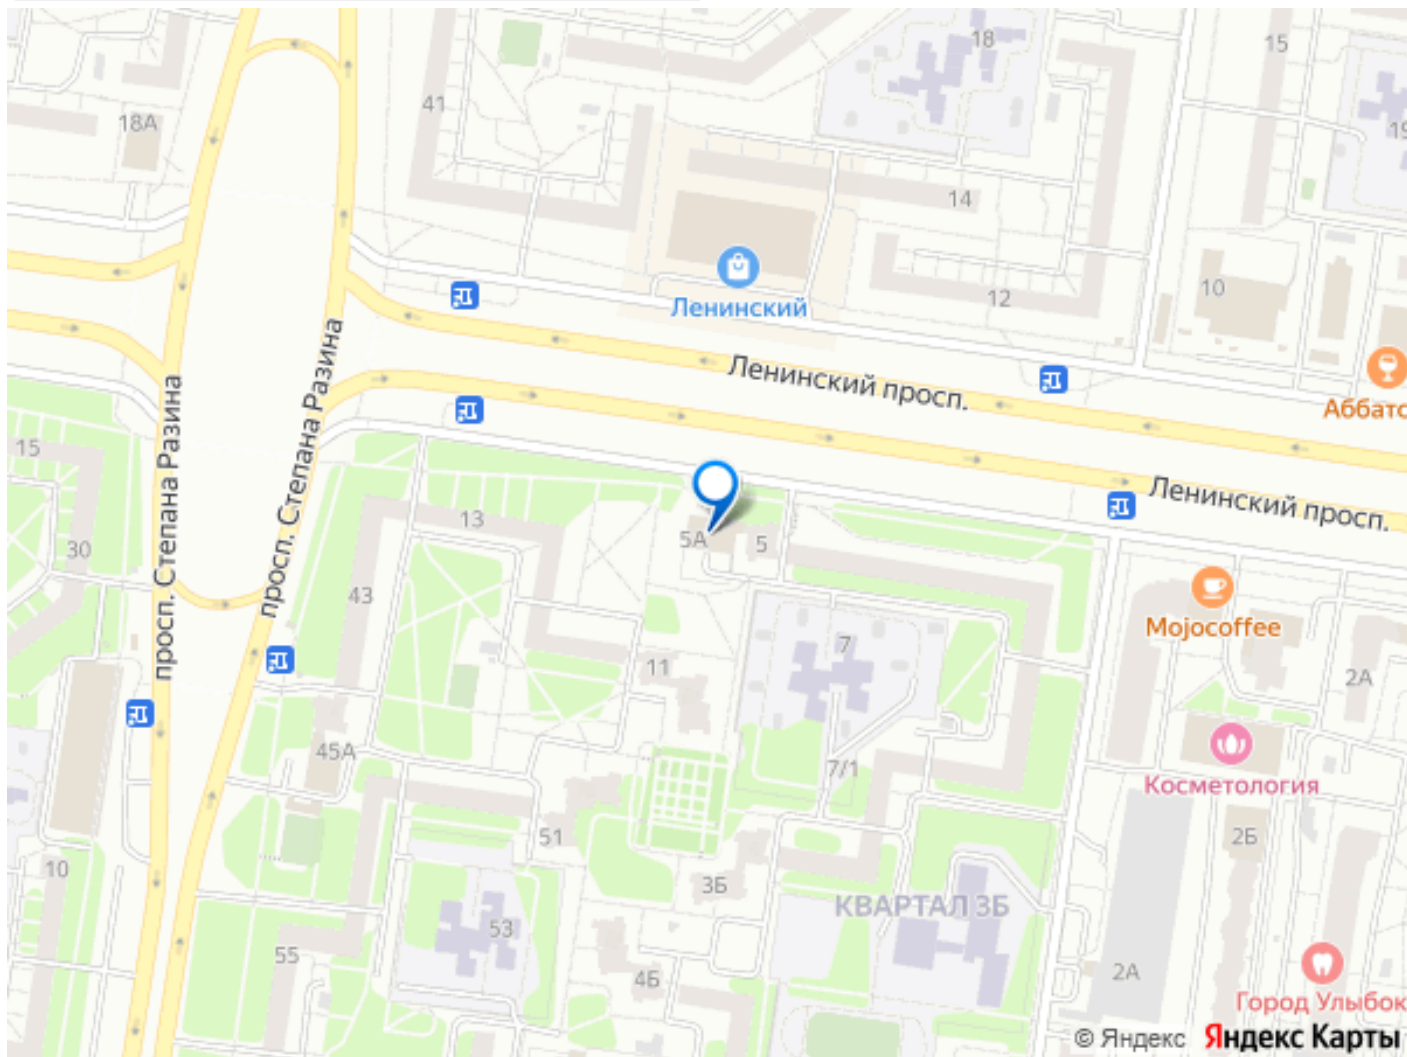 18
15
41
18А
19
14
12
10
Ленинский
Ленинский просп.
Аббатс
просп. Степана Разина
просп. Степана Разина
15
13
5А
5
Ленинский просп.
30
43
Mojocoffee
11
7
2А
45А
7/1
Косметология
51
2Б
10
3Б
КВАРТАЛ 3Б
53
55
4Б
2А
Город Улыбок
© Яндекс Яндекс Карты